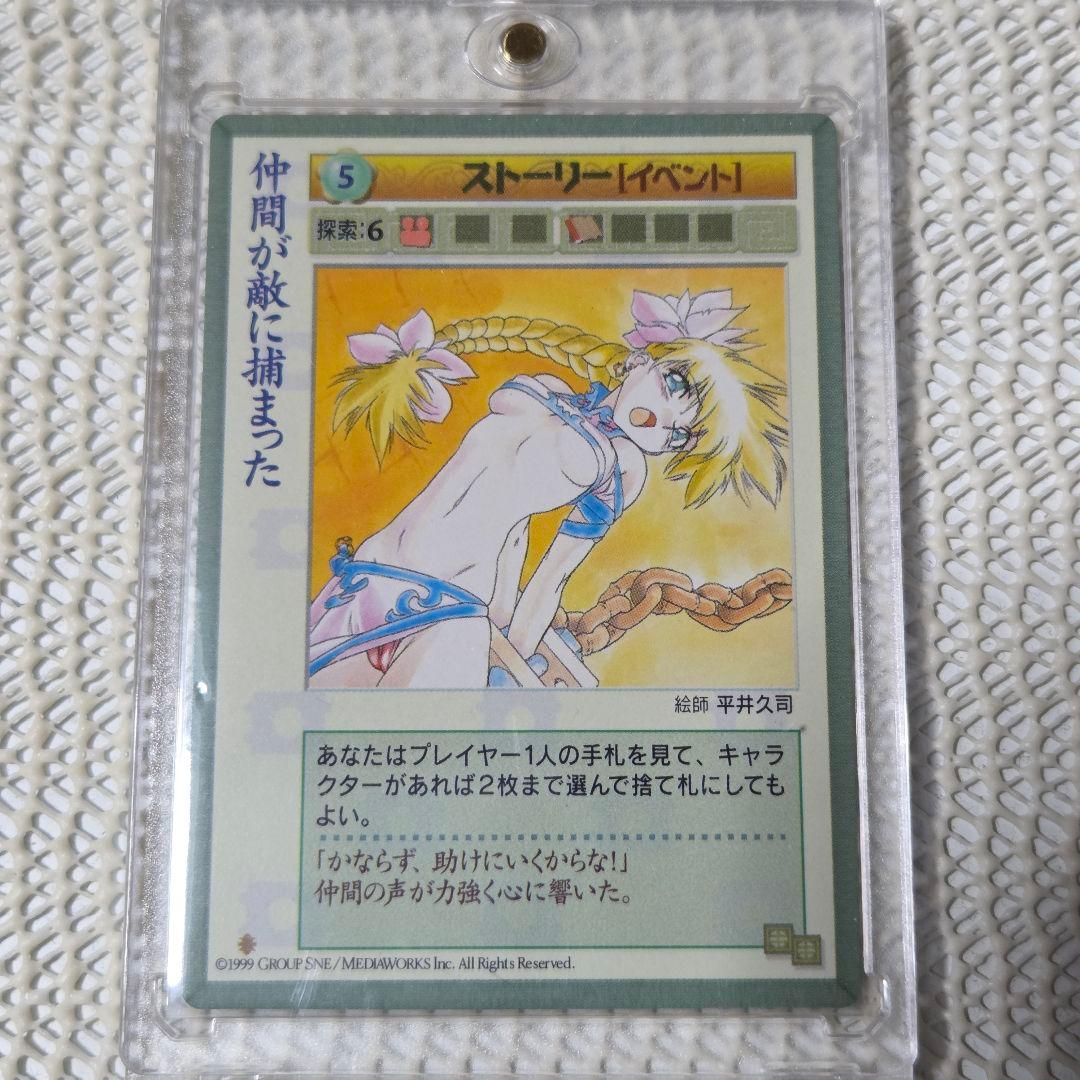 仲間が敵に捕まった
5
ストーリー[イベント]
探索:6
絵師 平井久司
あなたはプレイヤー1人の手札を見て、キャラ
クターがあれば2枚まで選んで捨て札にしても
よい。
「かならず、助けにいくからな!」
仲間の声が力強く心に響いた。
©1999 GROUP SNE/MEDIAWORKS Inc. All Rights Reserved.